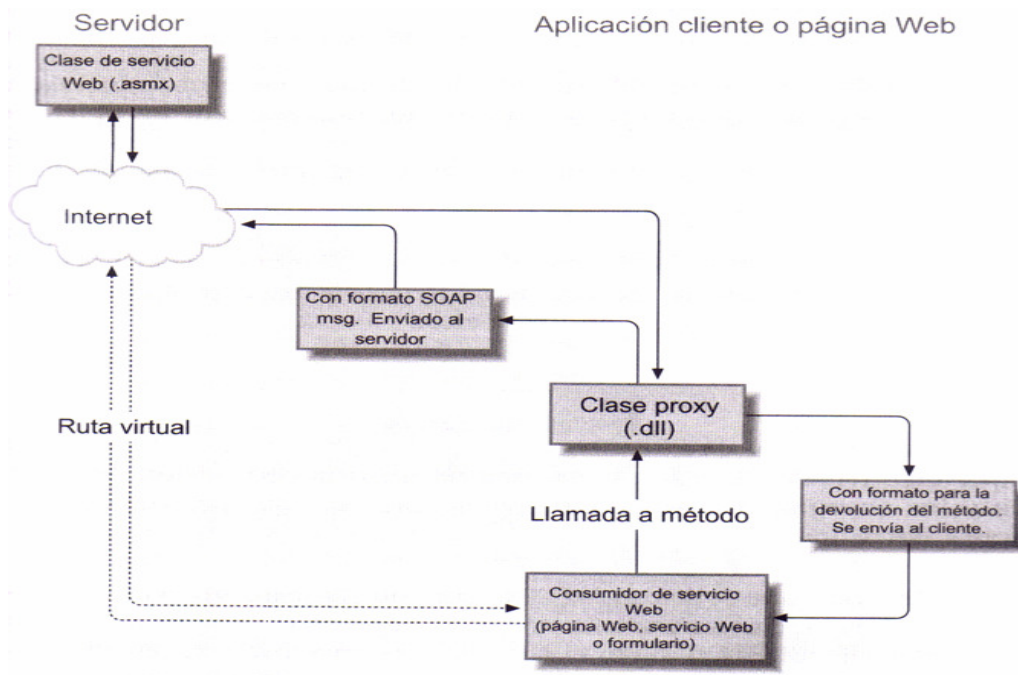 Servidor
Aplicación cliente o página Web
Clase de servicio
Web (.asmx)
Internet
Con formato SOAP
msg. Enviado al
servidor
Clase proxy
(.dll)
Ruta virtual
Llamada a método
Con formato para la
devolución del método.
Se envía al cliente.
Consumidor de servicio
Web
(página Web, servicio Web
o formulario)